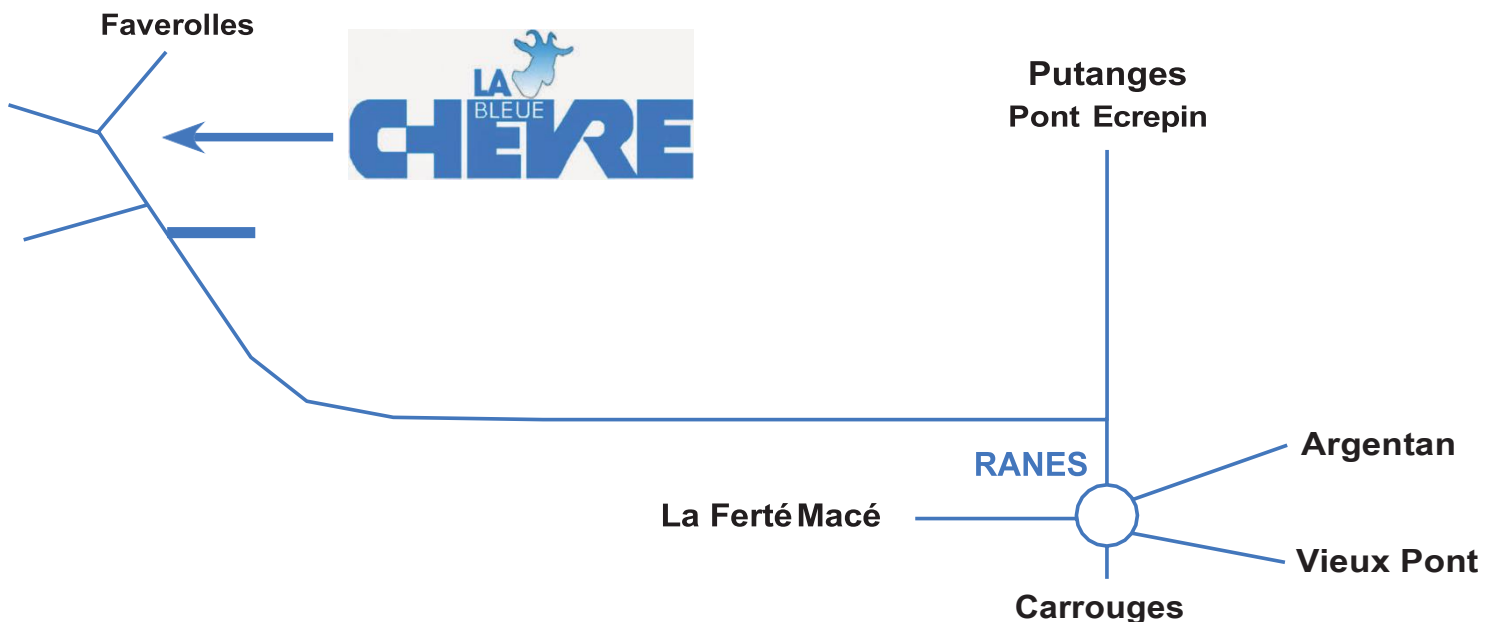 Faverolles
LA
BLEUE
CHEVRE
Putanges
Pont Ecrepin
RANES
Argentan
La Ferté Macé
Vieux Pont
Carrouges